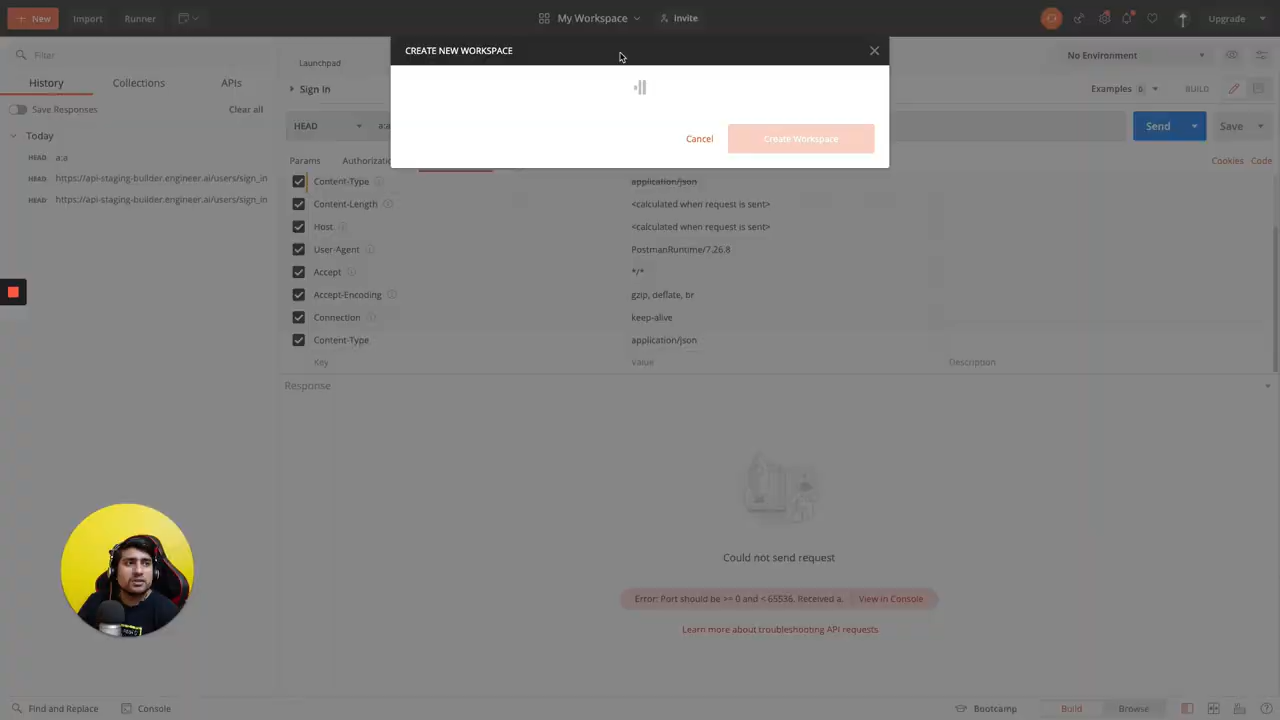 New
Import
Runner
My Workspace
Invite
Upgrade
CREATE NEW WORKSPACE
Filter
Launchpad
No Environment
History
Collections
APIs
Sign In
Examples 0
BUILD
Save Responses
Clear all
HEAD
a:a
Send
Save
Cancel
Create Workspace
Today
HEAD a:a
HEAD https://api-staging-builder.engineer.ai/users/sign_in
HEAD https://api-staging-builder.engineer.ai/users/sign_in
Params
Authorizatio
Cookies
Code
Content-Type application/json
Content-Length <calculated when request is sent>
Host <calculated when request is sent>
User-Agent PostmanRuntime/7.26.8
Accept */*
Accept-Encoding gzip, deflate, br
Connection keep-alive
Content-Type application/json
Key Value Description
Response
Could not send request
Error: Port should be >= 0 and < 65536. Received a. View in Console
Learn more about troubleshooting API requests
Find and Replace
Console
Bootcamp
Build
Browse